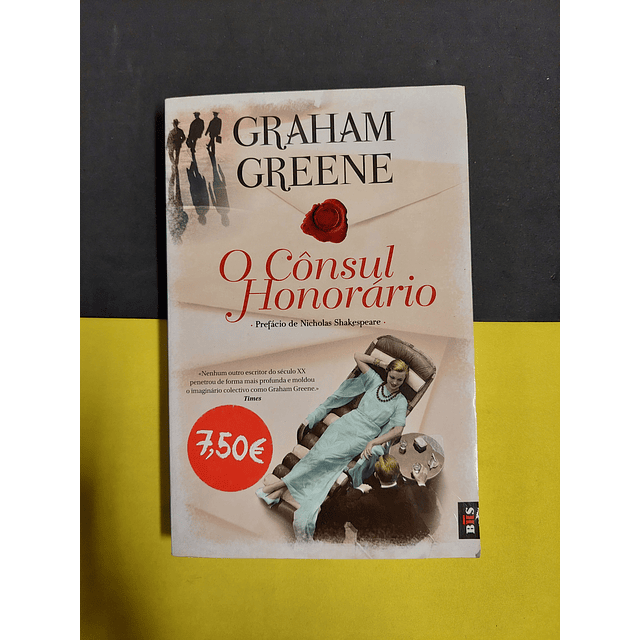 GRAHAM
GREENE
O Cônsul
Honorário
· Prefácio de Nicholas Shakespeare ·
«Nenhum outro escritor do século XX
penetrou de forma mais profunda e moldou
o imaginário colectivo como Graham Greene.»
Times
7,50€
BIIS